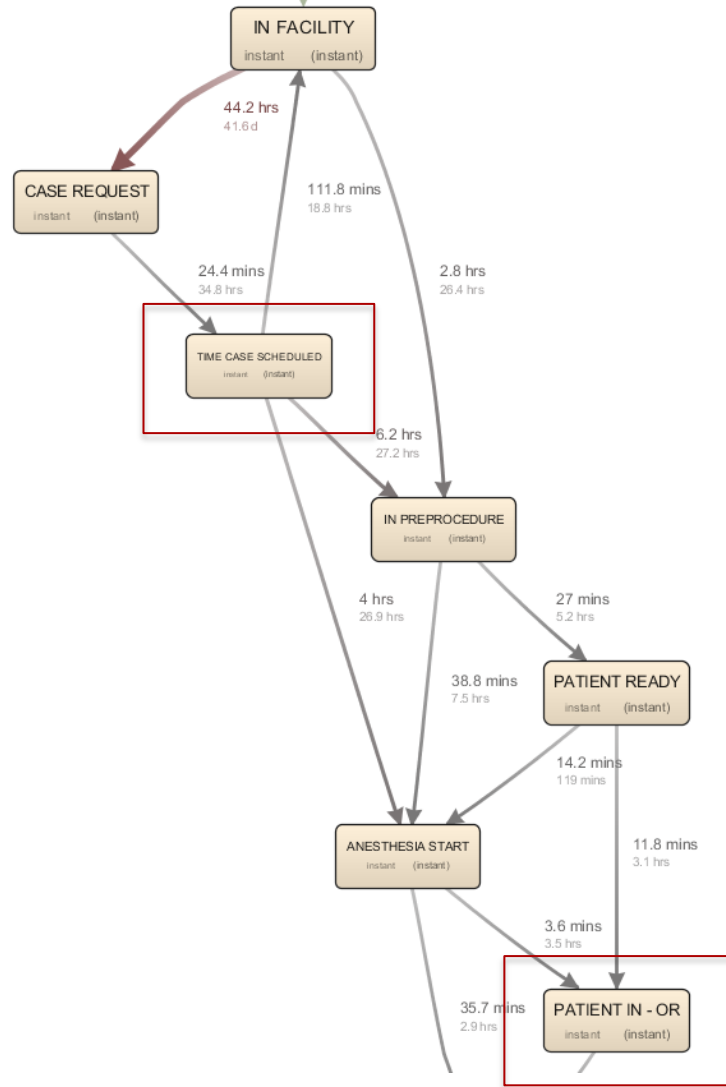 IN FACILITY
instant (instant)
44.2 hrs
41.6 d
CASE REQUEST
instant (instant)
111.8 mins
18.8 hrs
24.4 mins
34.8 hrs
2.8 hrs
26.4 hrs
TIME CASE SCHEDULED
instant (instant)
6.2 hrs
27.2 hrs
IN PREPROCEDURE
instant (instant)
4 hrs
26.9 hrs
27 mins
5.2 hrs
38.8 mins
7.5 hrs
PATIENT READY
instant (instant)
14.2 mins
119 mins
ANESTHESIA START
instant (instant)
11.8 mins
3.1 hrs
3.6 mins
3.5 hrs
35.7 mins
2.9 hrs
PATIENT IN - OR
instant (instant)